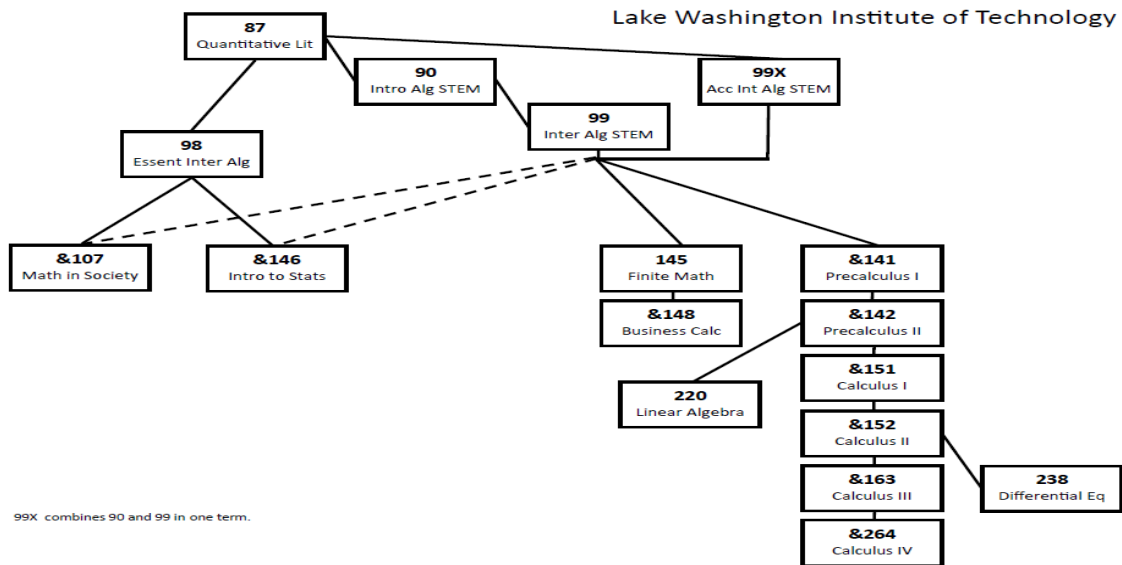 Lake Washington Institute of Technology
87
Quantitative Lit
90
Intro Alg STEM
99X
Acc Int Alg STEM
99
Inter Alg STEM
98
Essent Inter Alg
&107
Math in Society
&146
Intro to Stats
145
Finite Math
&141
Precalculus I
&148
Business Calc
&142
Precalculus II
&151
Calculus I
220
Linear Algebra
&152
Calculus II
&163
Calculus III
238
Differential Eq
99X combines 90 and 99 in one term.
&264
Calculus IV